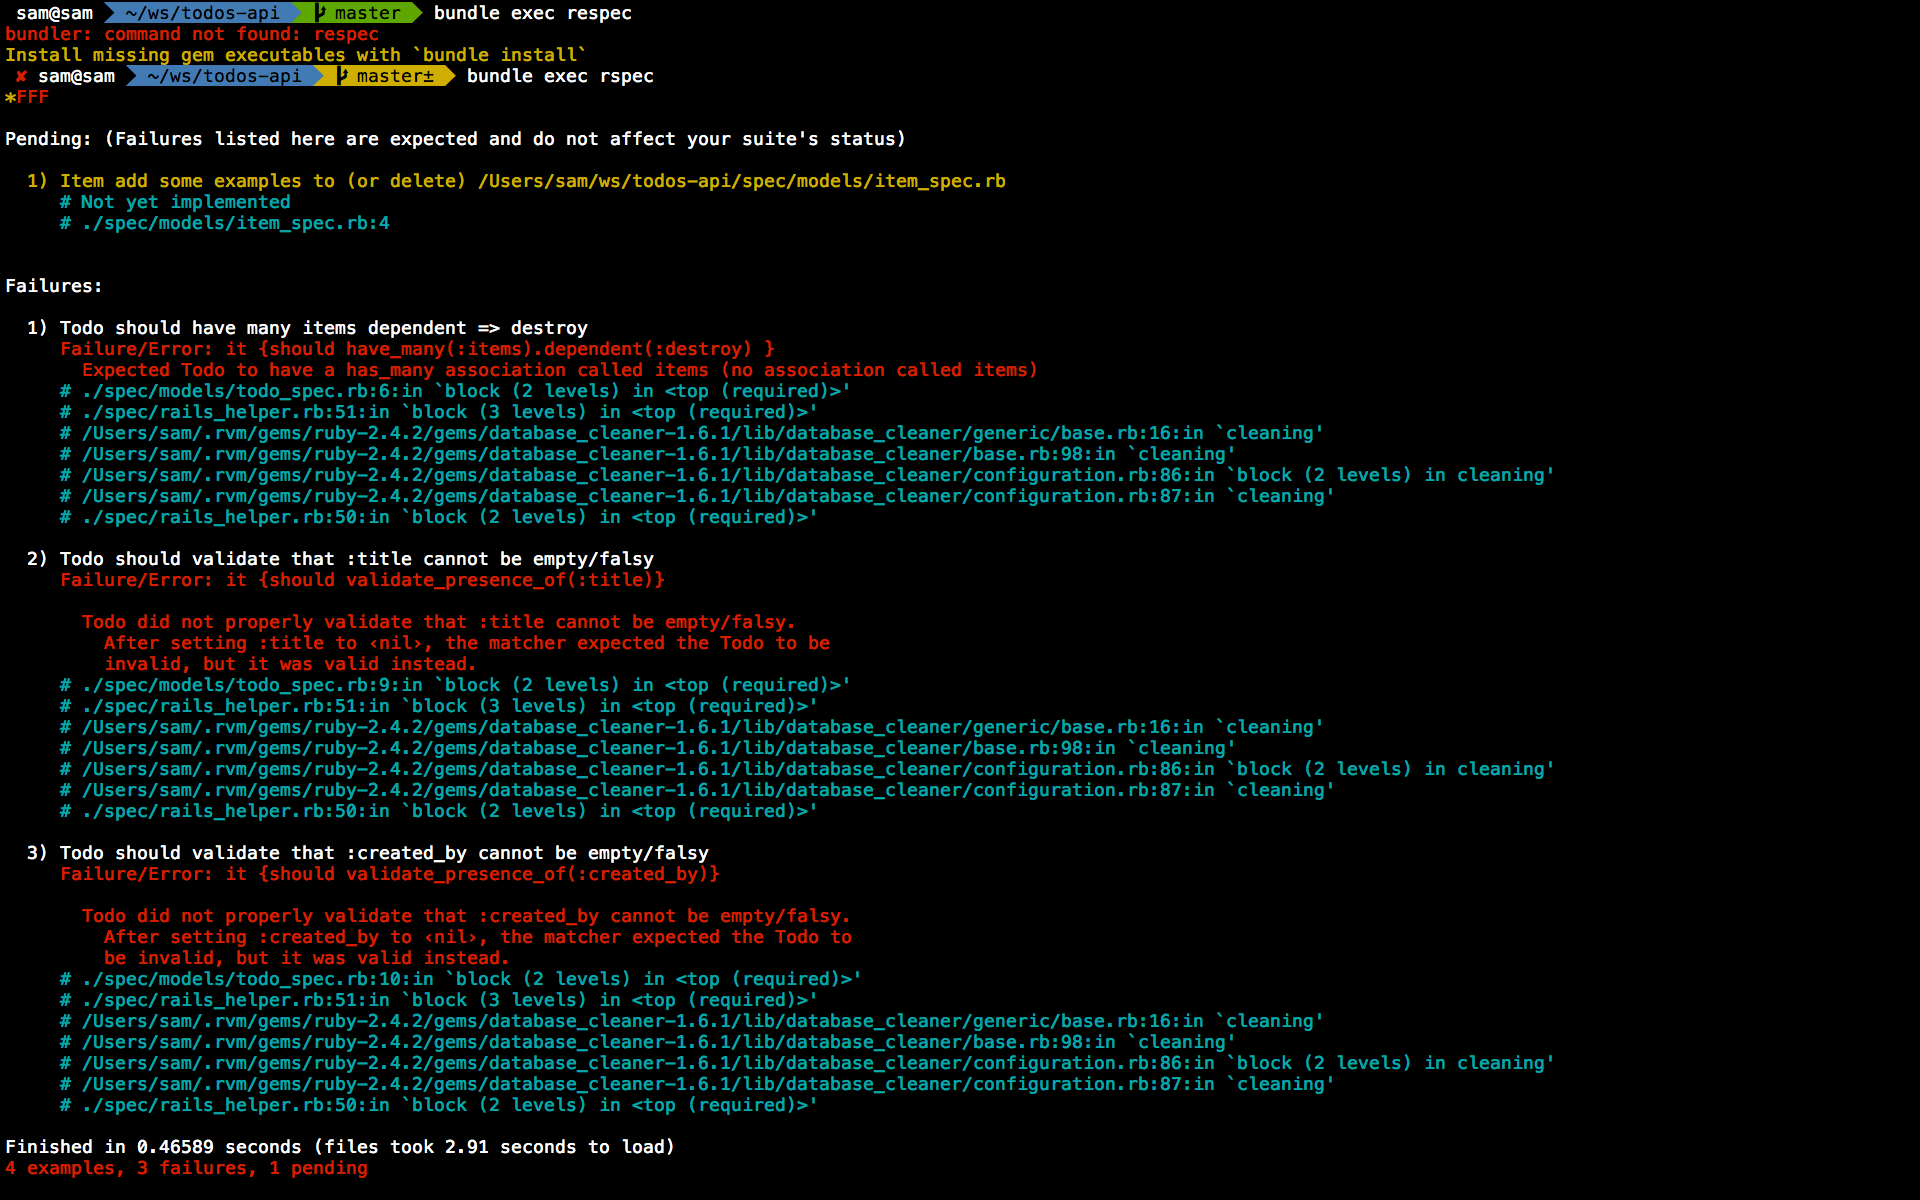 sam@sam ~/ws/todos-api master bundle exec respec
bundler: command not found: respec
Install missing gem executables with `bundle install`
✘ sam@sam ~/ws/todos-api master± bundle exec rspec
*FFF
Pending: (Failures listed here are expected and do not affect your suite's status)
1) Item add some examples to (or delete) /Users/sam/ws/todos-api/spec/models/item_spec.rb
# Not yet implemented
# ./spec/models/item_spec.rb:4
Failures:
1) Todo should have many items dependent => destroy
Failure/Error: it {should have_many(:items).dependent(:destroy) }
Expected Todo to have a has_many association called items (no association called items)
# ./spec/models/todo_spec.rb:6:in `block (2 levels) in <top (required)>'
# ./spec/rails_helper.rb:51:in `block (3 levels) in <top (required)>'
# /Users/sam/.rvm/gems/ruby-2.4.2/gems/database_cleaner-1.6.1/lib/database_cleaner/generic/base.rb:16:in `cleaning'
# /Users/sam/.rvm/gems/ruby-2.4.2/gems/database_cleaner-1.6.1/lib/database_cleaner/base.rb:98:in `cleaning'
# /Users/sam/.rvm/gems/ruby-2.4.2/gems/database_cleaner-1.6.1/lib/database_cleaner/configuration.rb:86:in `block (2 levels) in cleaning'
# /Users/sam/.rvm/gems/ruby-2.4.2/gems/database_cleaner-1.6.1/lib/database_cleaner/configuration.rb:87:in `cleaning'
# ./spec/rails_helper.rb:50:in `block (2 levels) in <top (required)>'
2) Todo should validate that :title cannot be empty/falsy
Failure/Error: it {should validate_presence_of(:title)}
Todo did not properly validate that :title cannot be empty/falsy.
After setting :title to ‹nil›, the matcher expected the Todo to be
invalid, but it was valid instead.
# ./spec/models/todo_spec.rb:9:in `block (2 levels) in <top (required)>'
# ./spec/rails_helper.rb:51:in `block (3 levels) in <top (required)>'
# /Users/sam/.rvm/gems/ruby-2.4.2/gems/database_cleaner-1.6.1/lib/database_cleaner/generic/base.rb:16:in `cleaning'
# /Users/sam/.rvm/gems/ruby-2.4.2/gems/database_cleaner-1.6.1/lib/database_cleaner/base.rb:98:in `cleaning'
# /Users/sam/.rvm/gems/ruby-2.4.2/gems/database_cleaner-1.6.1/lib/database_cleaner/configuration.rb:86:in `block (2 levels) in cleaning'
# /Users/sam/.rvm/gems/ruby-2.4.2/gems/database_cleaner-1.6.1/lib/database_cleaner/configuration.rb:87:in `cleaning'
# ./spec/rails_helper.rb:50:in `block (2 levels) in <top (required)>'
3) Todo should validate that :created_by cannot be empty/falsy
Failure/Error: it {should validate_presence_of(:created_by)}
Todo did not properly validate that :created_by cannot be empty/falsy.
After setting :created_by to ‹nil›, the matcher expected the Todo to
be invalid, but it was valid instead.
# ./spec/models/todo_spec.rb:10:in `block (2 levels) in <top (required)>'
# ./spec/rails_helper.rb:51:in `block (3 levels) in <top (required)>'
# /Users/sam/.rvm/gems/ruby-2.4.2/gems/database_cleaner-1.6.1/lib/database_cleaner/generic/base.rb:16:in `cleaning'
# /Users/sam/.rvm/gems/ruby-2.4.2/gems/database_cleaner-1.6.1/lib/database_cleaner/base.rb:98:in `cleaning'
# /Users/sam/.rvm/gems/ruby-2.4.2/gems/database_cleaner-1.6.1/lib/database_cleaner/configuration.rb:86:in `block (2 levels) in cleaning'
# /Users/sam/.rvm/gems/ruby-2.4.2/gems/database_cleaner-1.6.1/lib/database_cleaner/configuration.rb:87:in `cleaning'
# ./spec/rails_helper.rb:50:in `block (2 levels) in <top (required)>'
Finished in 0.46589 seconds (files took 2.91 seconds to load)
4 examples, 3 failures, 1 pending